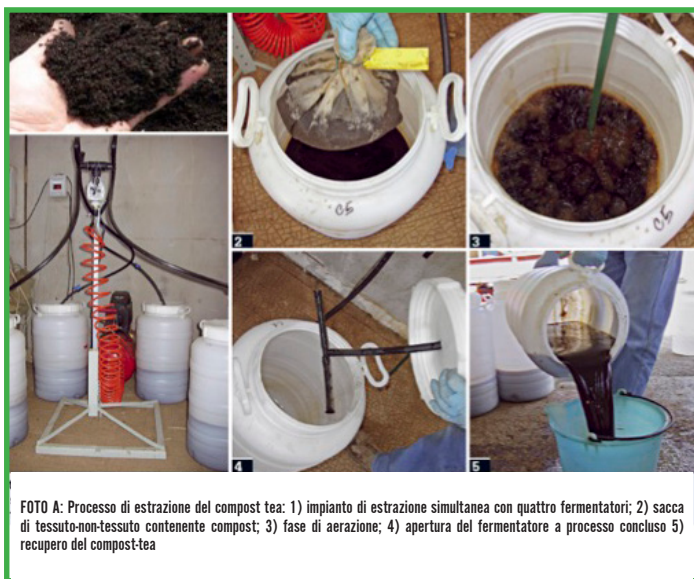 2
C5
3
C5
4
5
FOTO A: Processo di estrazione del compost tea: 1) impianto di estrazione simultanea con quattro fermentatori; 2) sacca
di tessuto-non-tessuto contenente compost; 3) fase di aerazione; 4) apertura del fermentatore a processo concluso 5)
recupero del compost-tea